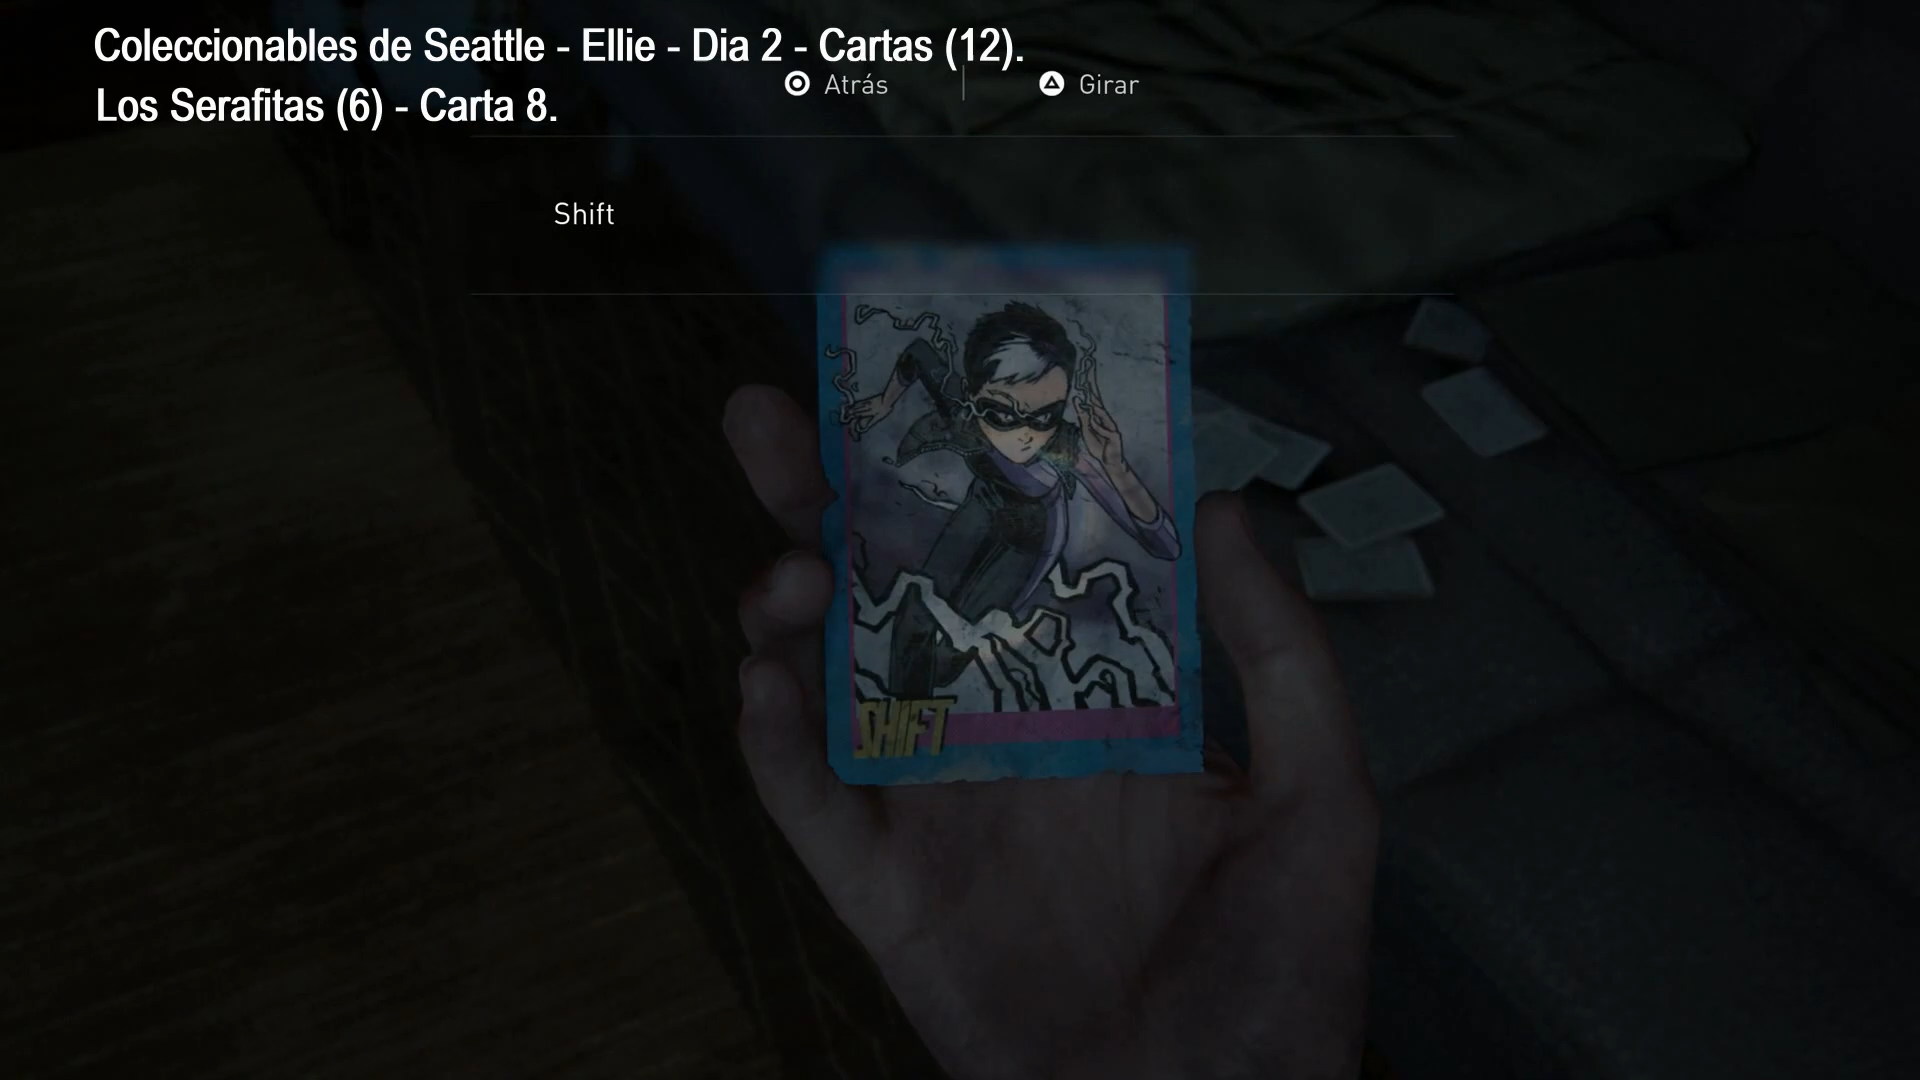 Coleccionables de Seattle - Ellie - Dia 2 - Cartas (12).
Los Serafitas (6) - Carta 8.
Atrás | Girar
Shift
SHIFT